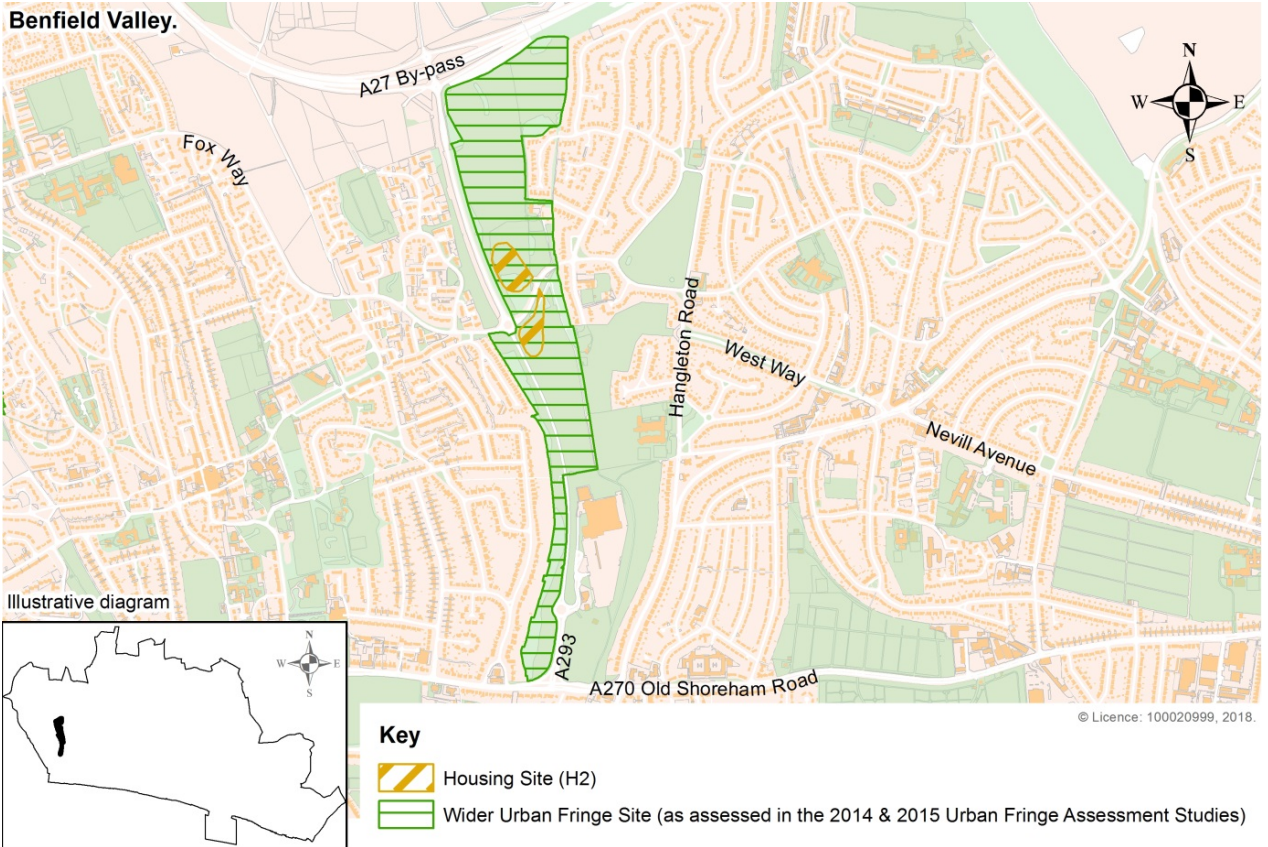 Benfield Valley.
A27 By-pass
N
W
E
S
Fox Way
Hangleton Road
West Way
Nevill Avenue
Illustrative diagram
A293
A270 Old Shoreham Road
N
W
E
S
© Licence: 100020999, 2018.
Key
Housing Site (H2)
Wider Urban Fringe Site (as assessed in the 2014 & 2015 Urban Fringe Assessment Studies)